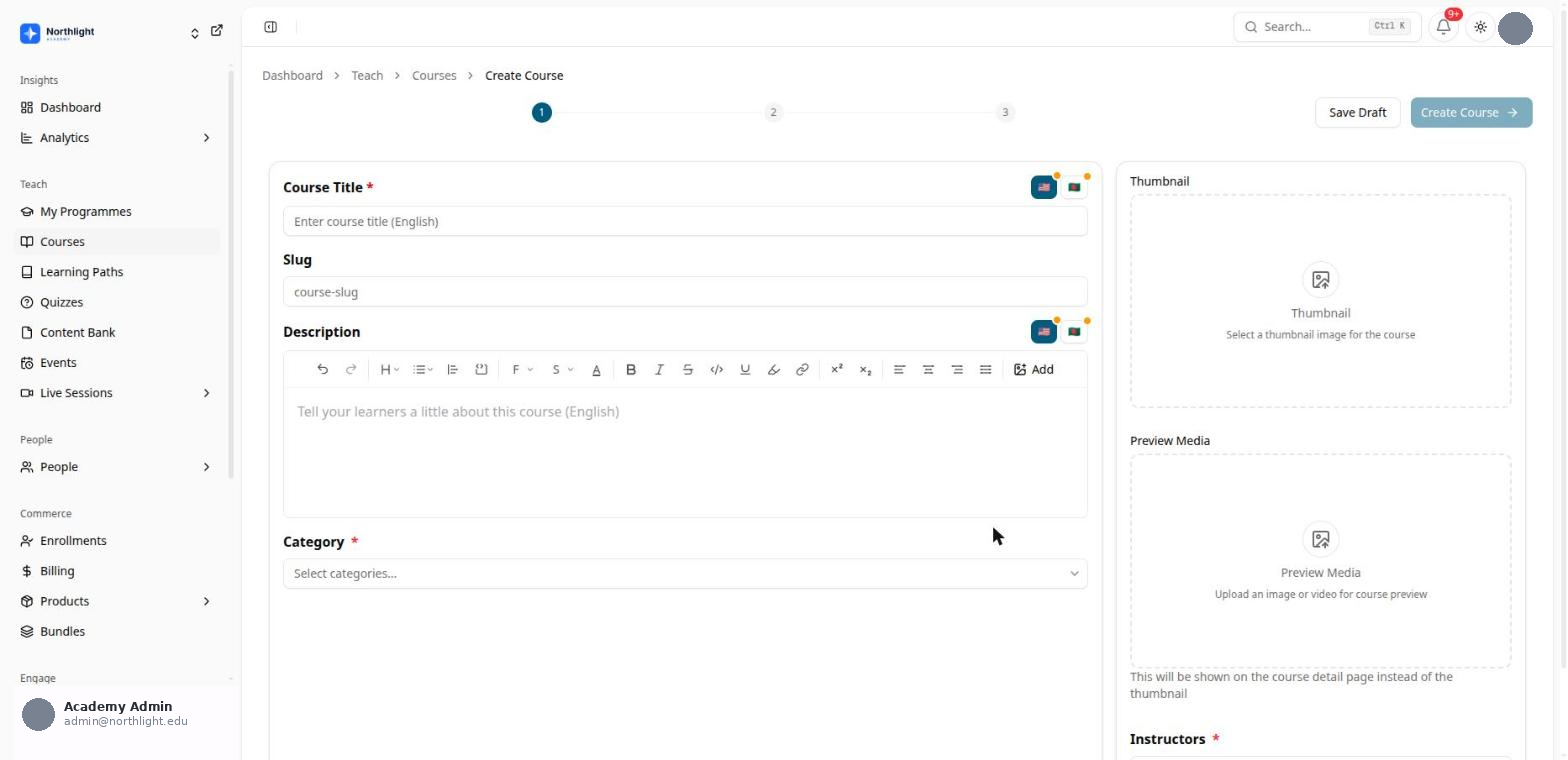 Northlight
ACADEMY
Insights
Dashboard
Analytics
Teach
My Programmes
Courses
Learning Paths
Quizzes
Content Bank
Events
Live Sessions
People
People
Commerce
Enrollments
Billing
Products
Bundles
Engage
Academy Admin
admin@northlight.edu
Search...
Ctrl K
9+
Dashboard > Teach > Courses > Create Course
1
2
3
Save Draft
Create Course
Course Title *
Enter course title (English)
Slug
course-slug
Description
H
F
S
A
B
I
S
U
x²
x₂
Add
Tell your learners a little about this course (English)
Category *
Select categories...
Thumbnail
Thumbnail
Select a thumbnail image for the course
Preview Media
Preview Media
Upload an image or video for course preview
This will be shown on the course detail page instead of the
thumbnail
Instructors *